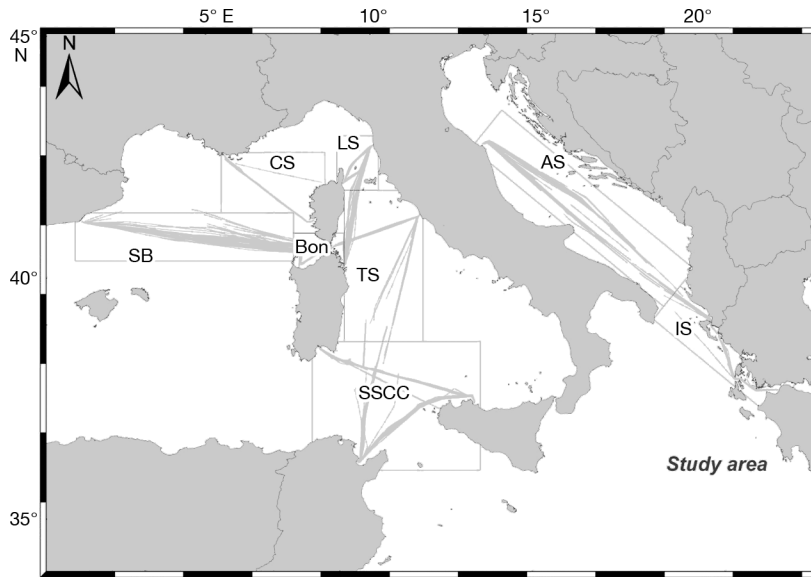 5° E 10° 15° 20°
45°
N
N
LS
CS
AS
Bon
SB
TS
40°
IS
SSCC
Study area
35°